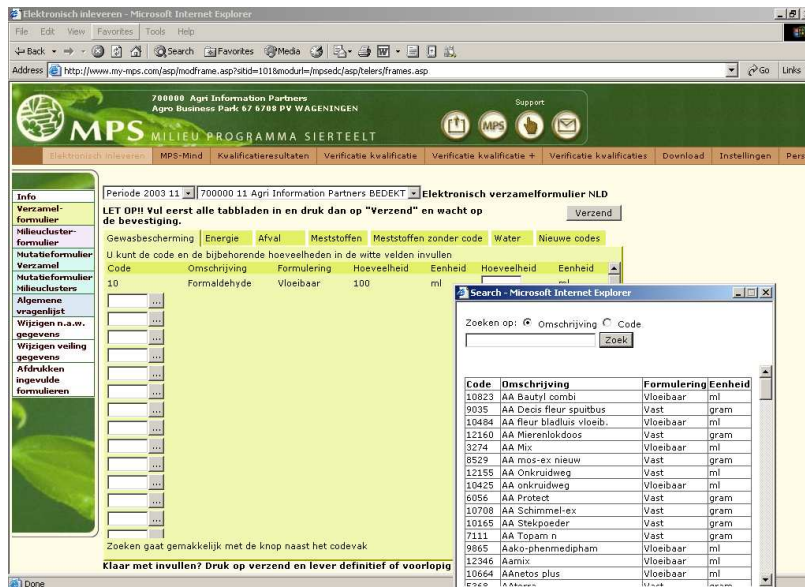 Elektronisch inleveren - Microsoft Internet Explorer
File Edit View Favorites Tools Help
Back Search Favorites Media
Address http://www.my-mps.com/asp/modframe.asp?sitid=101&modurl=/mpsedc/asp/telers/frames.asp Go Links
700000 Agri Information Partners
Agro Business Park 67 6708 PV WAGENINGEN
Support
MPS MILIEU PROGRAMMA SIERTEELT
MPS
Elektronisch inleveren MPS-Mind Kwalificatieresultaten Verificatie kwalificatie Verificatie kwalificatie + Verificatie kwalificaties Download Instellingen Pers
Info
Verzamel-
formulier
Milieucluster-
formulier
Mutatieformulier
Verzamel
Mutatieformulier
Milieuclusters
Algemene
vragenlijst
Wijzigen n.a.w.
gegevens
Wijzigen veiling
gegevens
Afdrukken
ingevulde
formulieren
Periode 2003 11 700000 11 Agri Information Partners BEDEKT Elektronisch verzamelformulier NLD
LET OP!! Vul eerst alle tabbladen in en druk dan op "Verzend" en wacht op
de bevestiging.
Verzend
Gewasbescherming Energie Afval Meststoffen Meststoffen zonder code Water Nieuwe codes
U kunt de code en de bijbehorende hoeveelheden in de witte velden invullen
Code Omschrijving Formulering Hoeveelheid Eenheid Hoeveelheid Eenheid
10 Formaldehyde Vloeibaar 100 ml ml
...
...
...
...
...
...
...
...
...
...
...
...
...
Zoeken gaat gemakkelijk met de knop naast het codevak
Klaar met invullen? Druk op verzend en lever definitief of voorlopig
Done
Search - Microsoft Internet Explorer
Zoeken op: Omschrijving Code
Zoek
Code Omschrijving Formulering Eenheid
10823 AA Bautyl combi Vloeibaar ml
9035 AA Decis fleur spuitbus Vast gram
10484 AA fleur bladluis vloeib. Vloeibaar ml
12160 AA Mierenlokdoos Vast gram
3274 AA Mix Vloeibaar ml
8529 AA mos-ex nieuw Vast gram
12155 AA Onkruidweg Vloeibaar ml
10425 AA onkruidweg Vloeibaar ml
6056 AA Protect Vast gram
10708 AA Schimmel-ex Vast gram
10165 AA Stekpoeder Vast gram
7111 AA Topam n Vast gram
9865 Aako-phenmedipham Vloeibaar ml
12346 Aamix Vloeibaar ml
10664 AAnetos plus Vloeibaar ml
5368 AAterra Vast gram